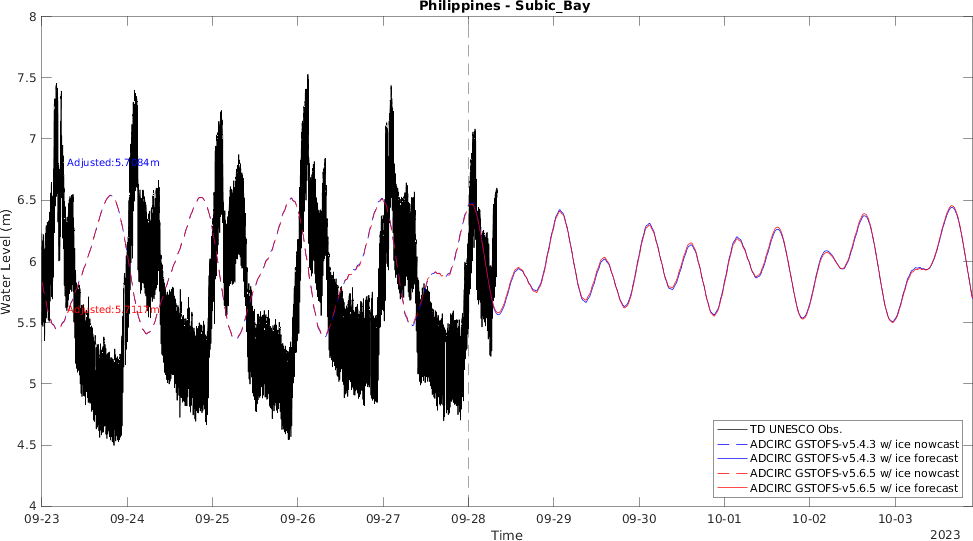 Philippines - Subic_Bay
8
7.5
7
6.5
6
5.5
5
4.5
4
Water Level (m)
Adjusted:
Adjusted:
TD UNESCO Obs.
ADCIRC GSTOFS-v5.4.3 w/ ice nowcast
ADCIRC GSTOFS-v5.4.3 w/ ice forecast
ADCIRC GSTOFS-v5.6.5 w/ ice nowcast
ADCIRC GSTOFS-v5.6.5 w/ ice forecast
09-23 09-24 09-25 09-26 09-27 09-28 09-29 09-30 10-01 10-02 10-03
Time
2023